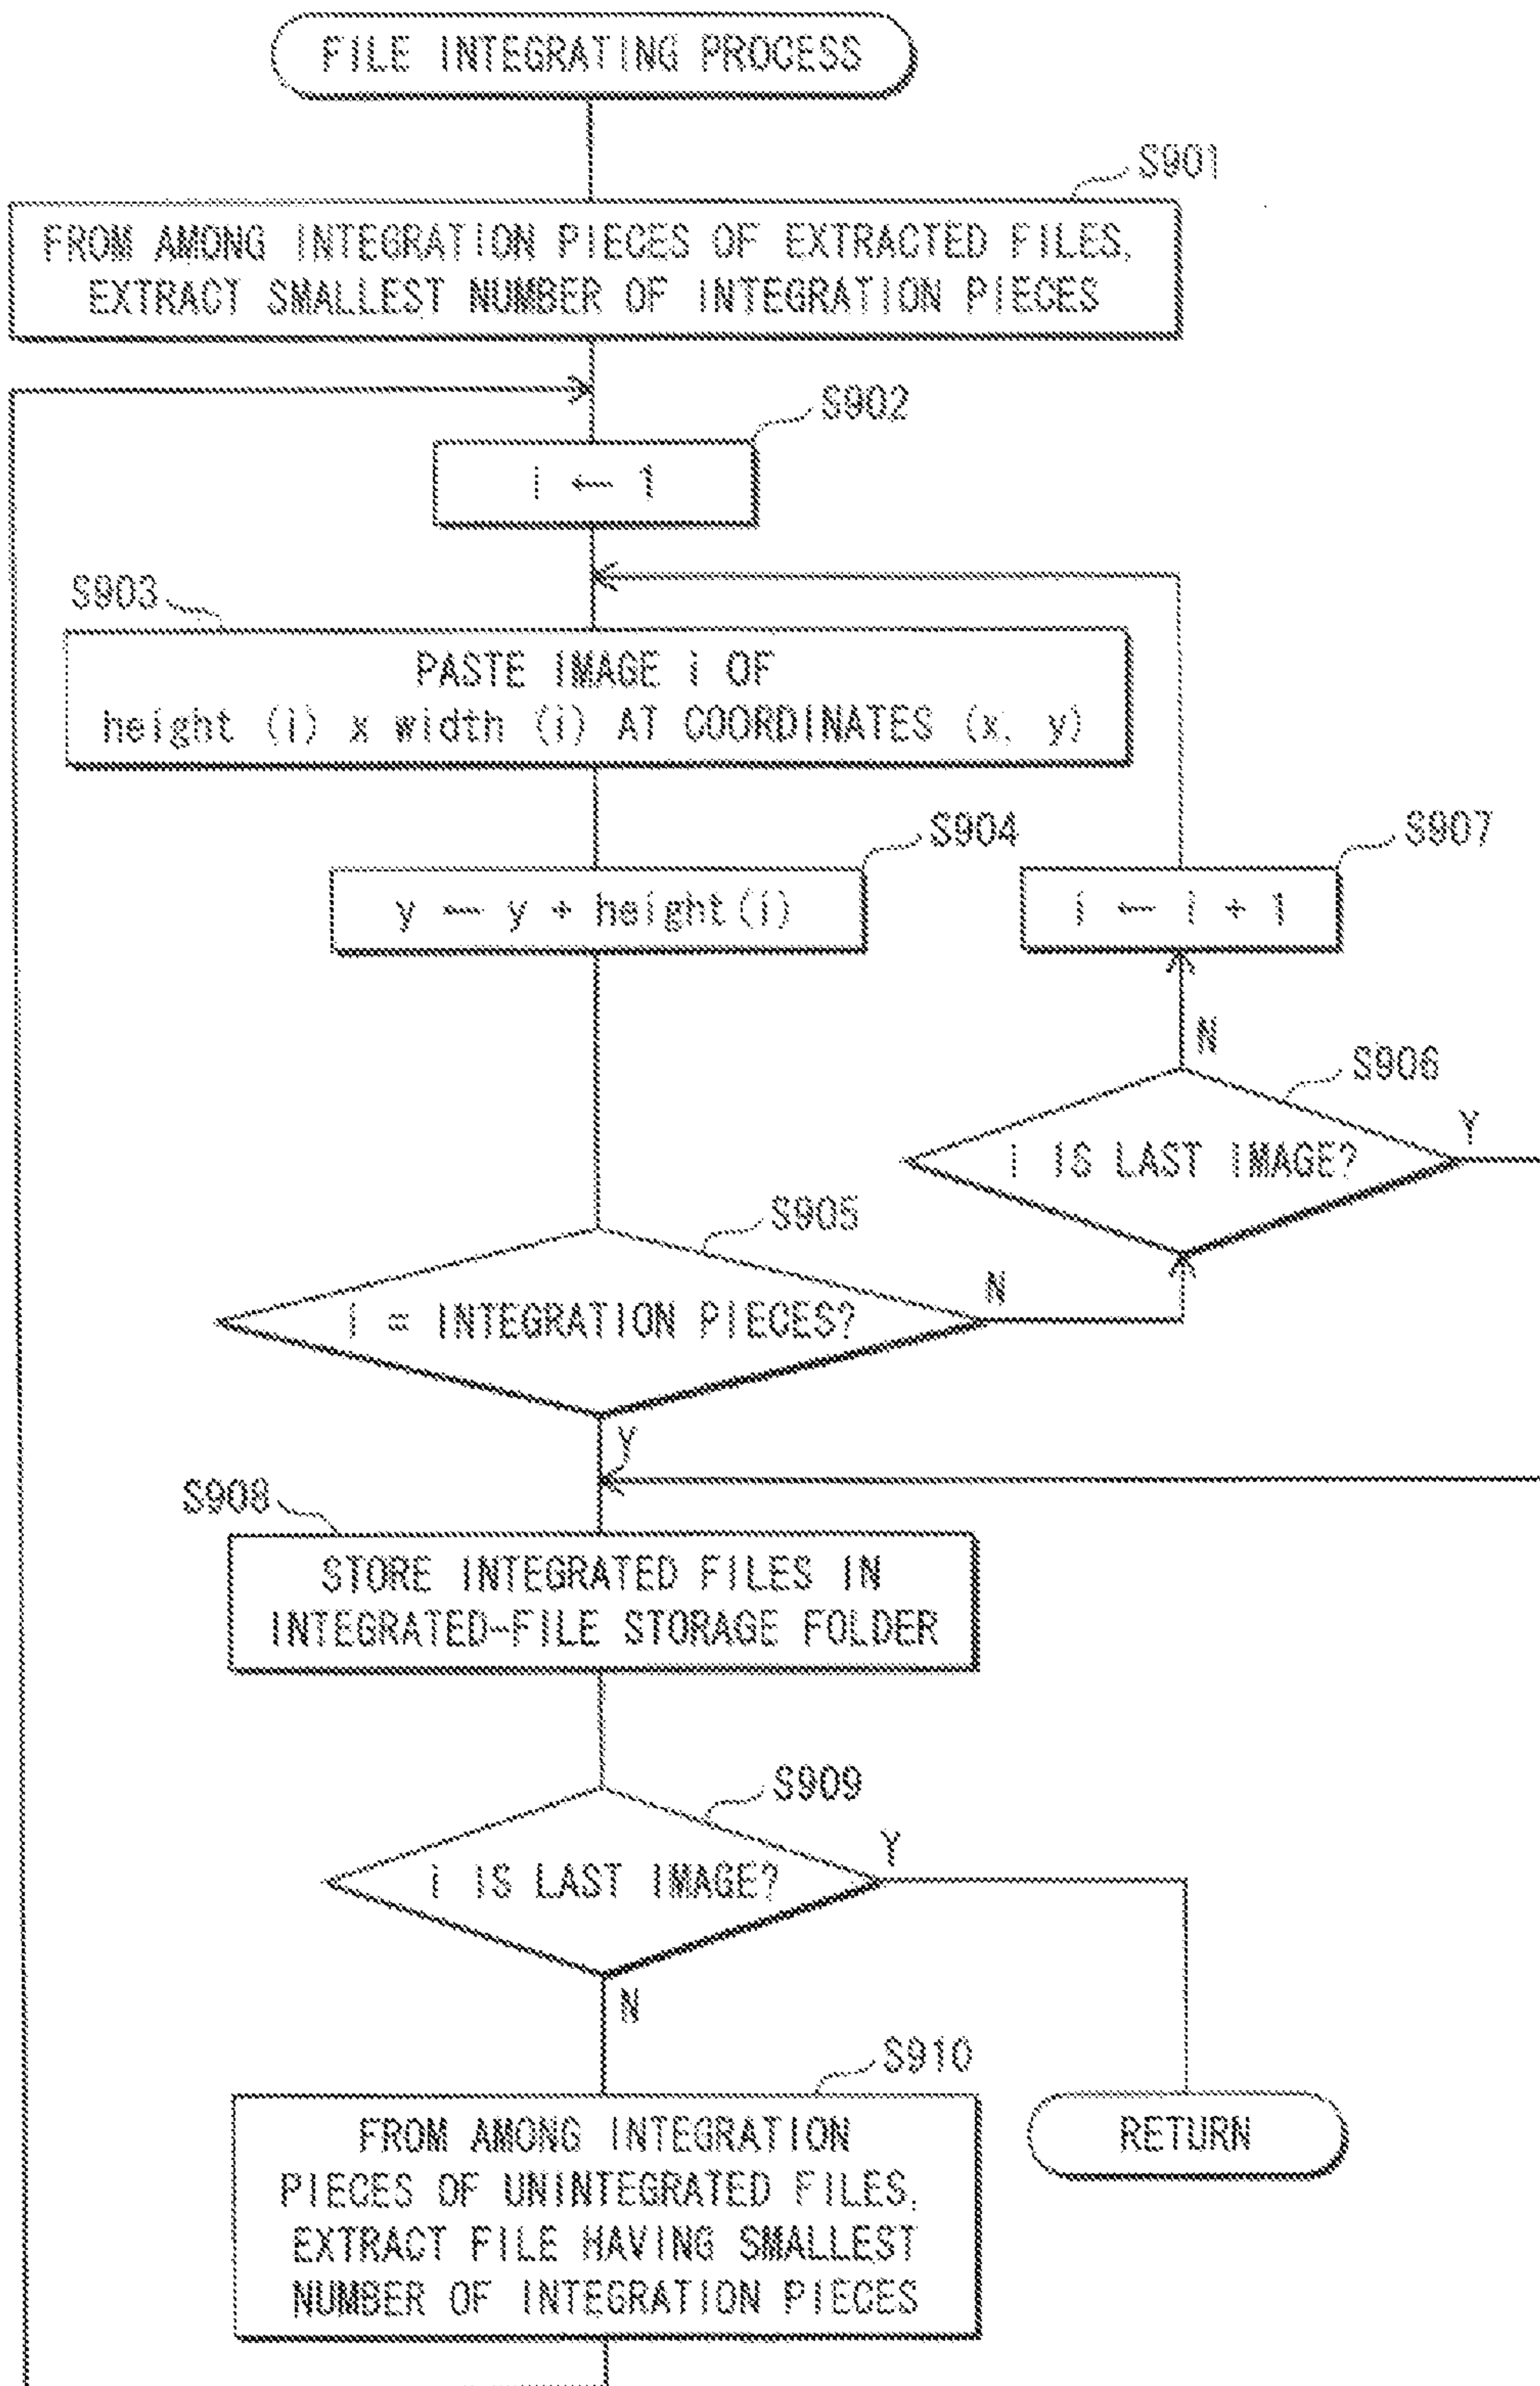 FILE INTEGRATING PROCESS
S901
FROM AMONG INTEGRATION PIECES OF EXTRACTED FILES,
EXTRACT SMALLEST NUMBER OF INTEGRATION PIECES
S902
i ← 1
S903
PASTE IMAGE i OF
height (i) x width (i) AT COORDINATES (x, y)
S904
y ← y + height(i)
S907
i ← i + 1
N
S906
i IS LAST IMAGE?
Y
S905
i = INTEGRATION PIECES?
N
Y
S908
STORE INTEGRATED FILES IN
INTEGRATED-FILE STORAGE FOLDER
S909
i IS LAST IMAGE?
Y
N
S910
FROM AMONG INTEGRATION
PIECES OF UNINTEGRATED FILES,
EXTRACT FILE HAVING SMALLEST
NUMBER OF INTEGRATION PIECES
RETURN